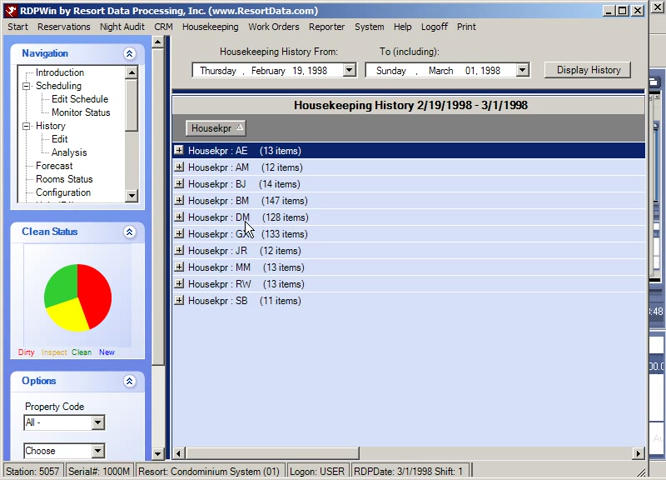 RDPWin by Resort Data Processing, Inc. (www.ResortData.com)
Start Reservations Night Audit CRM Housekeeping Work Orders Reporter System Help Logoff Print
Navigation
Introduction
Scheduling
Edit Schedule
Monitor Status
History
Edit
Analysis
Forecast
Rooms Status
Configuration
Clean Status
Dirty Inspect Clean New
Options
Property Code
All -
Choose
Housekeeping History From: To (including):
Thursday , February 19, 1998 Sunday , March 01, 1998 Display History
Housekeeping History 2/19/1998 - 3/1/1998
Housekpr
Housekpr : AE (13 items)
Housekpr : AM (12 items)
Housekpr : BJ (14 items)
Housekpr : BM (147 items)
Housekpr : DM (128 items)
Housekpr : GX (133 items)
Housekpr : JR (12 items)
Housekpr : MM (13 items)
Housekpr : RW (13 items)
Housekpr : SB (11 items)
Station: 5057 Serial#: 1000M Resort: Condominium System (01) Logon: USER RDPDate: 3/1/1998 Shift: 1